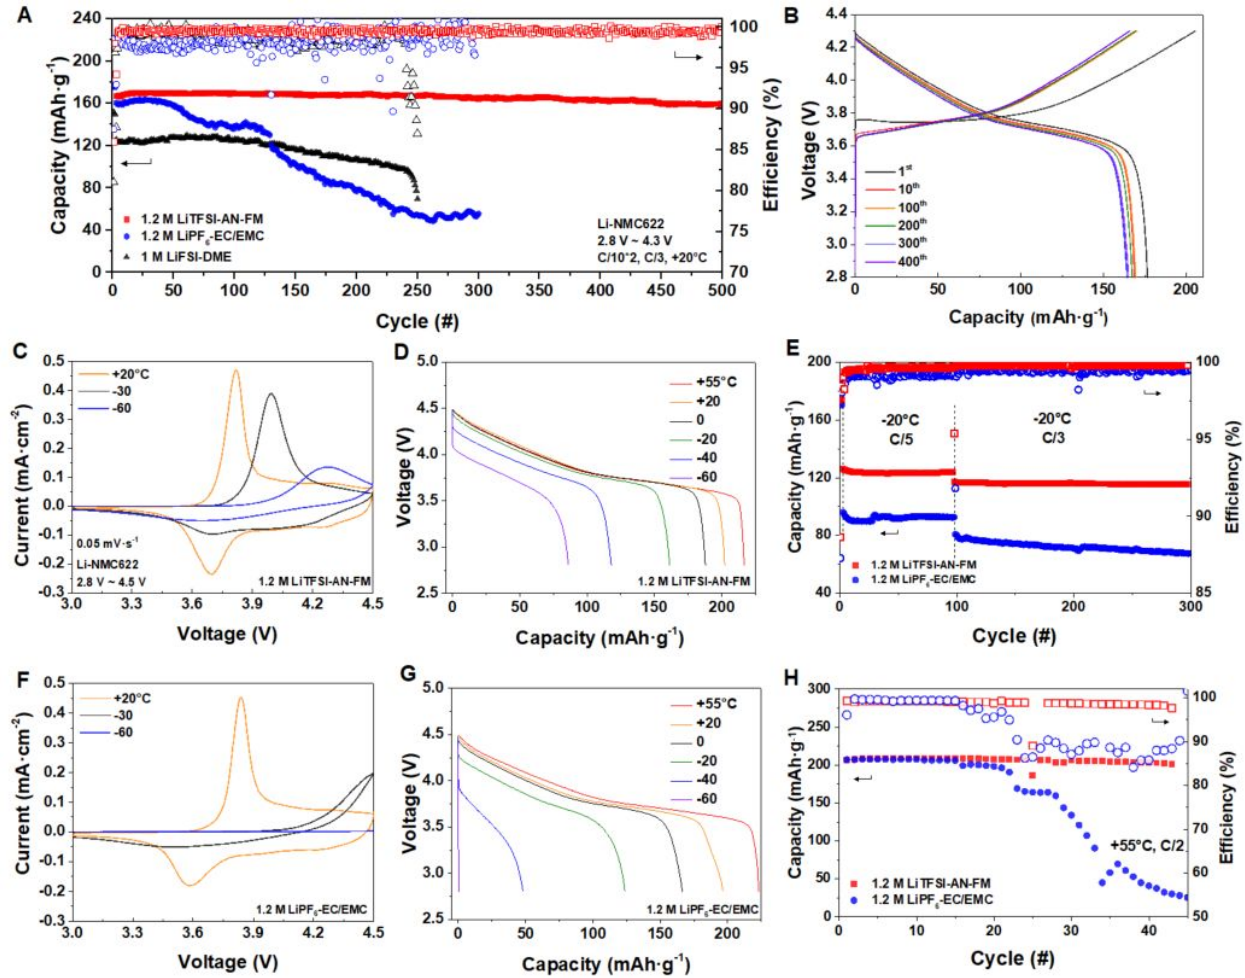 A
Capacity (mAh·g⁻¹)
240
200
160
120
80
40
0
1.2 M LiTFSI-AN-FM
1.2 M LiPF₆-EC/EMC
1 M LiFSI-DME
Li-NMC622
2.8 V ~ 4.3 V
C/10*2, C/3, +20°C
0 50 100 150 200 250 300 350 400 450 500
Cycle (#)
100
95
90
85
80
75
70
Efficiency (%)
B
Voltage (V)
4.4
4.0
3.6
3.2
2.8
1st
10th
100th
200th
300th
400th
0 50 100 150 200
Capacity (mAh·g⁻¹)
C
Current (mA·cm⁻²)
0.5
0.4
0.3
0.2
0.1
0.0
-0.1
-0.2
-0.3
+20°C
-30
-60
0.05 mV·s⁻¹
Li-NMC622
2.8 V ~ 4.5 V
1.2 M LiTFSI-AN-FM
3.0 3.3 3.6 3.9 4.2 4.5
Voltage (V)
D
Voltage (V)
5.0
4.5
4.0
3.5
3.0
2.5
+55°C
+20
0
-20
-40
-60
1.2 M LiTFSI-AN-FM
0 50 100 150 200
Capacity (mAh·g⁻¹)
E
Capacity (mAh·g⁻¹)
200
160
120
80
40
-20°C
C/5
-20°C
C/3
1.2 M LiTFSI-AN-FM
1.2 M LiPF₆-EC/EMC
0 100 200 300
Cycle (#)
100
95
90
85
Efficiency (%)
F
Current (mA·cm⁻²)
0.5
0.4
0.3
0.2
0.1
0.0
-0.1
-0.2
-0.3
+20°C
-30
-60
1.2 M LiPF₆-EC/EMC
3.0 3.3 3.6 3.9 4.2 4.5
Voltage (V)
G
Voltage (V)
5.0
4.5
4.0
3.5
3.0
2.5
+55°C
+20
0
-20
-40
-60
1.2 M LiPF₆-EC/EMC
0 50 100 150 200
Capacity (mAh·g⁻¹)
H
Capacity (mAh·g⁻¹)
300
250
200
150
100
50
0
+55°C, C/2
1.2 M LiTFSI-AN-FM
1.2 M LiPF₆-EC/EMC
0 10 20 30 40
Cycle (#)
100
90
80
70
60
50
Efficiency (%)